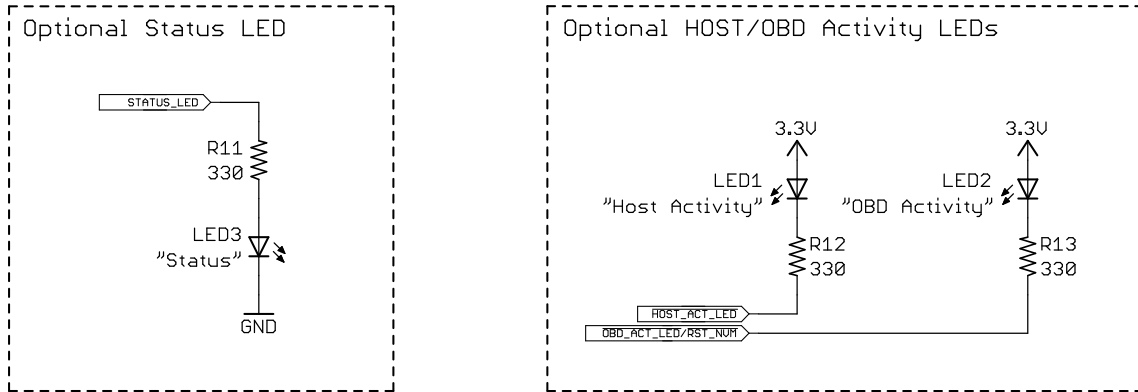 Optional Status LED
STATUS_LED
R11
330
LED3
"Status"
GND
Optional HOST/OBD Activity LEDs
3.3V
3.3V
LED1
"Host Activity"
LED2
"OBD Activity"
R12
330
R13
330
HOST_ACT_LED
OBD_ACT_LED/RST_NVM